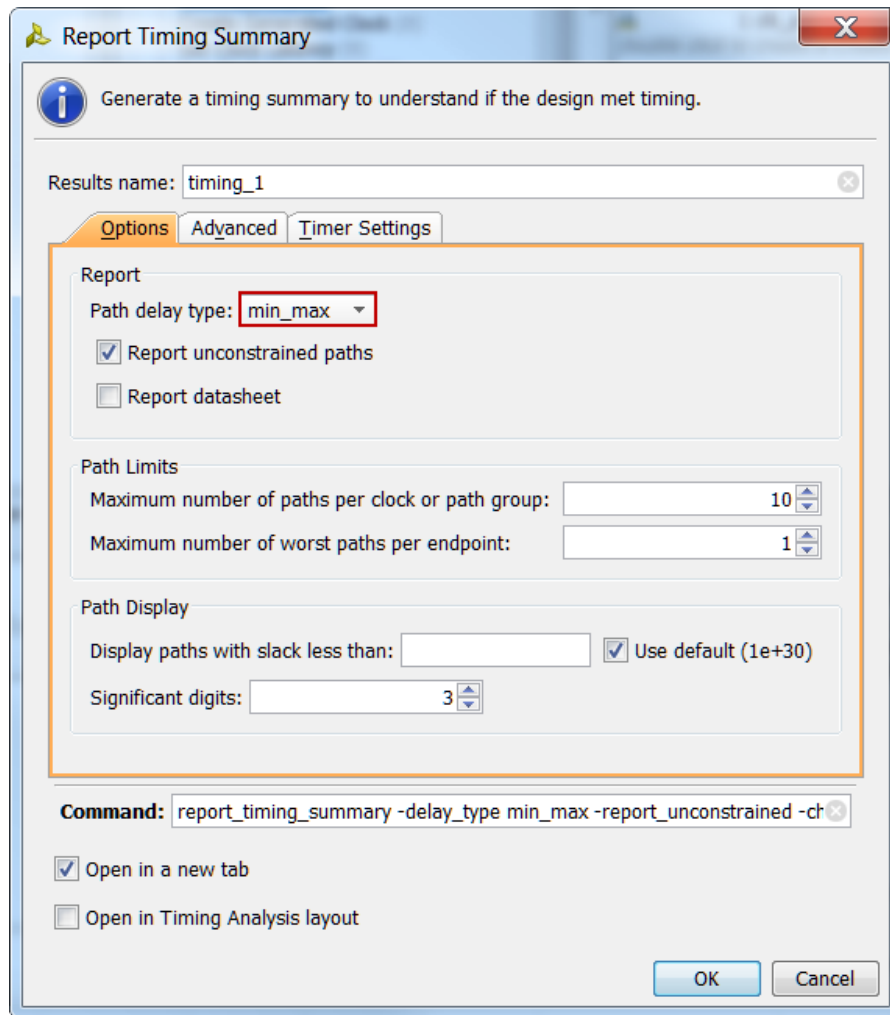 Report Timing Summary
Generate a timing summary to understand if the design met timing.
Results name: timing_1
Options Advanced Timer Settings
Report
Path delay type: min_max
Report unconstrained paths
Report datasheet
Path Limits
Maximum number of paths per clock or path group: 10
Maximum number of worst paths per endpoint: 1
Path Display
Display paths with slack less than: Use default (1e+30)
Significant digits: 3
Command: report_timing_summary -delay_type min_max -report_unconstrained -ch
Open in a new tab
Open in Timing Analysis layout
OK Cancel